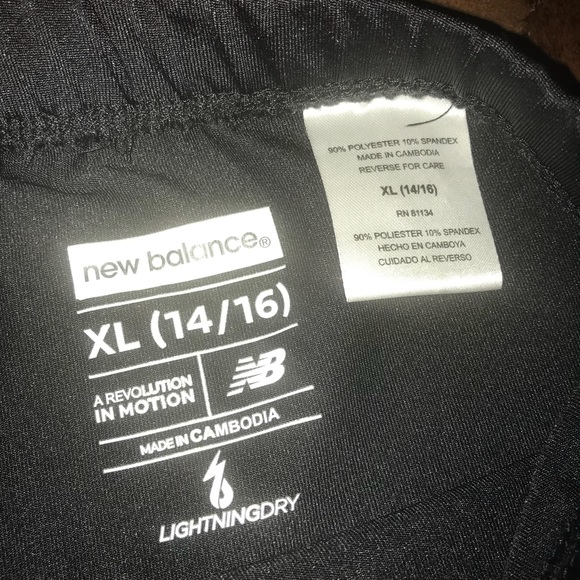 90% POLYESTER 10% SPANDEX
MADE IN CAMBODIA
REVERSE FOR CARE
XL (14/16)
RN 81134
90% POLIESTER 10% SPANDEX
HECHO EN CAMBOYA
CUIDADO AL REVERSO
new balance®
XL (14/16)
A REVOLUTION
IN MOTION
NB
MADE IN CAMBODIA
LIGHTNINGDRY